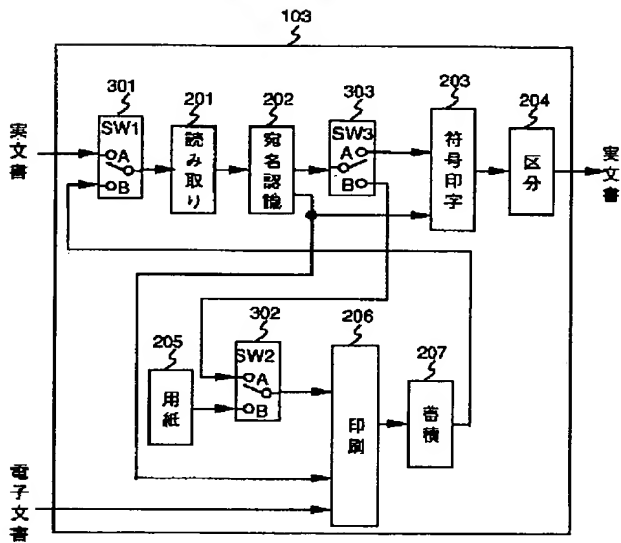 103
301
201
202
303
203
204
実文書
SW1
A
B
読み取り
宛名認識
SW3
A
B
符号印字
区分
実文書
302
206
207
205
SW2
A
B
用紙
印刷
蓄積
電子文書